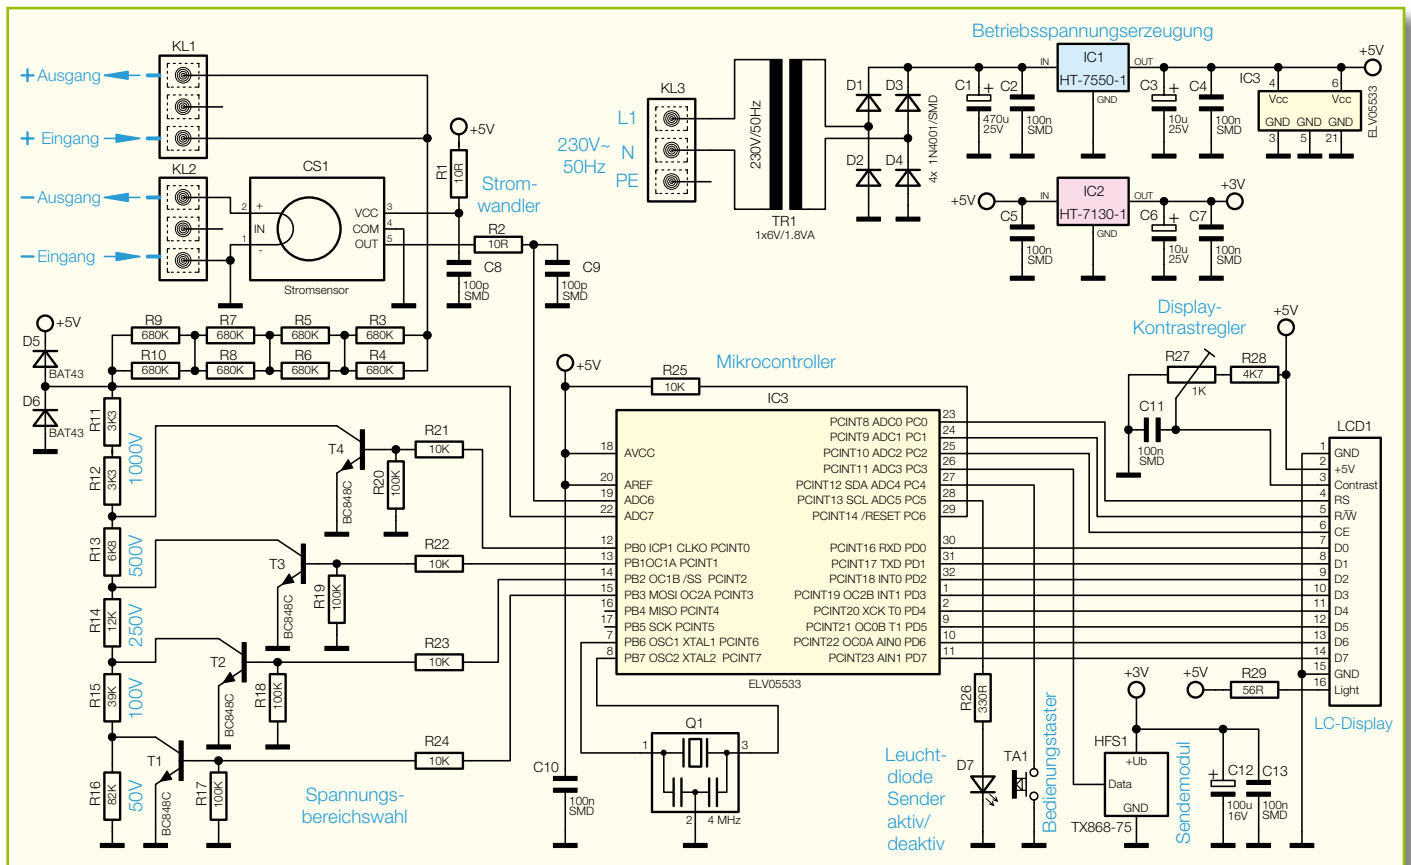 Betriebsspannungserzeugung
KL1
+ Ausgang
+ Eingang
KL2
– Ausgang
– Eingang
CS1
2
+
IN
1
-
VCC
COM
OUT
3
4
5
Stromsensor
+5V
R1
10R
Strom-
wandler
R2
10R
C8
100p
SMD
C9
100p
SMD
KL3
L1
N
PE
230V~
50Hz
230V/50Hz
TR1
1x6V/1.8VA
D1
D3
D2
D4
4x 1N4001/SMD
C1
+
470u
25V
C2
100n
SMD
IN
IC1
HT-7550-1
OUT
GND
C3
+
10u
25V
C4
100n
SMD
+5V
IC3
4
6
Vcc
Vcc
GND
GND
GND
3
5
21
ELV05533
+5V
C5
100n
SMD
IN
IC2
HT-7130-1
OUT
GND
C6
+
10u
25V
C7
100n
SMD
+3V
+5V
D5
BAT43
D6
BAT43
R9
680K
R7
680K
R5
680K
R3
680K
R10
680K
R8
680K
R6
680K
R4
680K
R11
3K3
R12
3K3
1000V
R13
6K8
500V
R14
12K
250V
R15
39K
100V
R16
82K
50V
T4
BC848C
R20
100K
R21
10K
T3
BC848C
R19
100K
R22
10K
T2
BC848C
R18
100K
R23
10K
T1
BC848C
R17
100K
R24
10K
Spannungs-
bereichswahl
+5V
R25
10K
Mikrocontroller
IC3
18
AVCC
20
AREF
19
ADC6
22
ADC7
12
PB0 ICP1 CLKO PCINT0
13
PB1OC1A PCINT1
14
PB2 OC1B /SS PCINT2
15
PB3 MOSI OC2A PCINT3
16
PB4 MISO PCINT4
17
PB5 SCK PCINT5
7
PB6 OSC1 XTAL1 PCINT6
8
PB7 OSC2 XTAL2 PCINT7
PCINT8 ADC0 PC0
23
PCINT9 ADC1 PC1
24
PCINT10 ADC2 PC2
25
PCINT11 ADC3 PC3
26
PCINT12 SDA ADC4 PC4
27
PCINT13 SCL ADC5 PC5
28
PCINT14 /RESET PC6
29
PCINT16 RXD PD0
30
PCINT17 TXD PD1
31
PCINT18 INT0 PD2
32
PCINT19 OC2B INT1 PD3
1
PCINT20 XCK T0 PD4
2
PCINT21 OC0B T1 PD5
9
PCINT22 OC0A AIN0 PD6
10
PCINT23 AIN1 PD7
11
ELV05533
C10
100n
SMD
Q1
1
3
2
4 MHz
Display-
Kontrastregler
+5V
R27
1K
R28
4K7
C11
100n
SMD
LCD1
1
GND
2
+5V
3
Contrast
4
RS
5
R/W̅
6
CE
7
D0
8
D1
9
D2
10
D3
11
D4
12
D5
13
D6
14
D7
15
GND
16
Light
LC-Display
+5V
R29
56R
R26
330R
D7
Leucht-
diode
Sender
aktiv/
deaktiv
TA1
Bedienungstaster
+3V
HFS1
+Ub
Data
GND
TX868-75
Sendemodul
C12
+
100u
16V
C13
100n
SMD